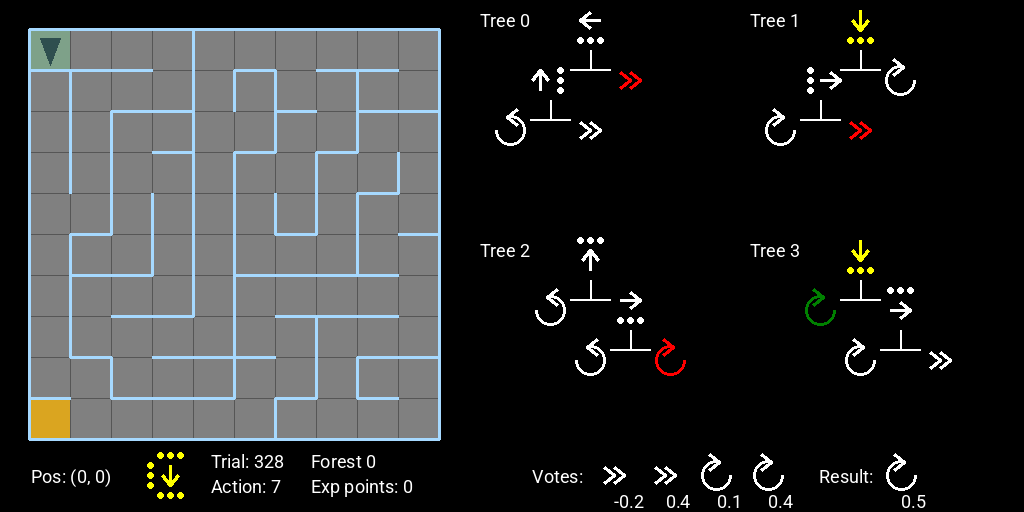 Tree 0
Tree 1
Tree 2
Tree 3
Pos: (0, 0)
Trial: 328
Forest 0
Action: 7
Exp points: 0
Votes:
Result:
-0.2
0.4
0.1
0.4
0.5